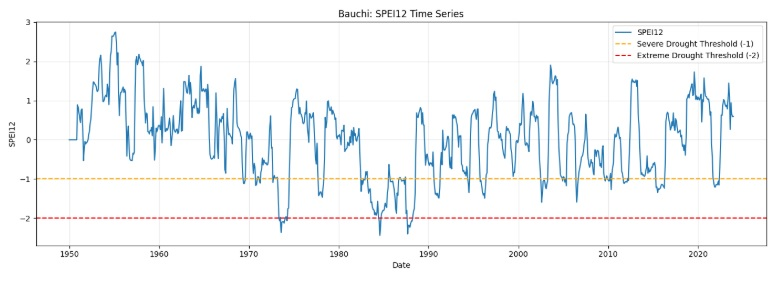 Bauchi: SPEI12 Time Series
SPEI12
Severe Drought Threshold (-1)
Extreme Drought Threshold (-2)
3
2
1
0
−1
−2
SPEI12
1950 1960 1970 1980 1990 2000 2010 2020
Date